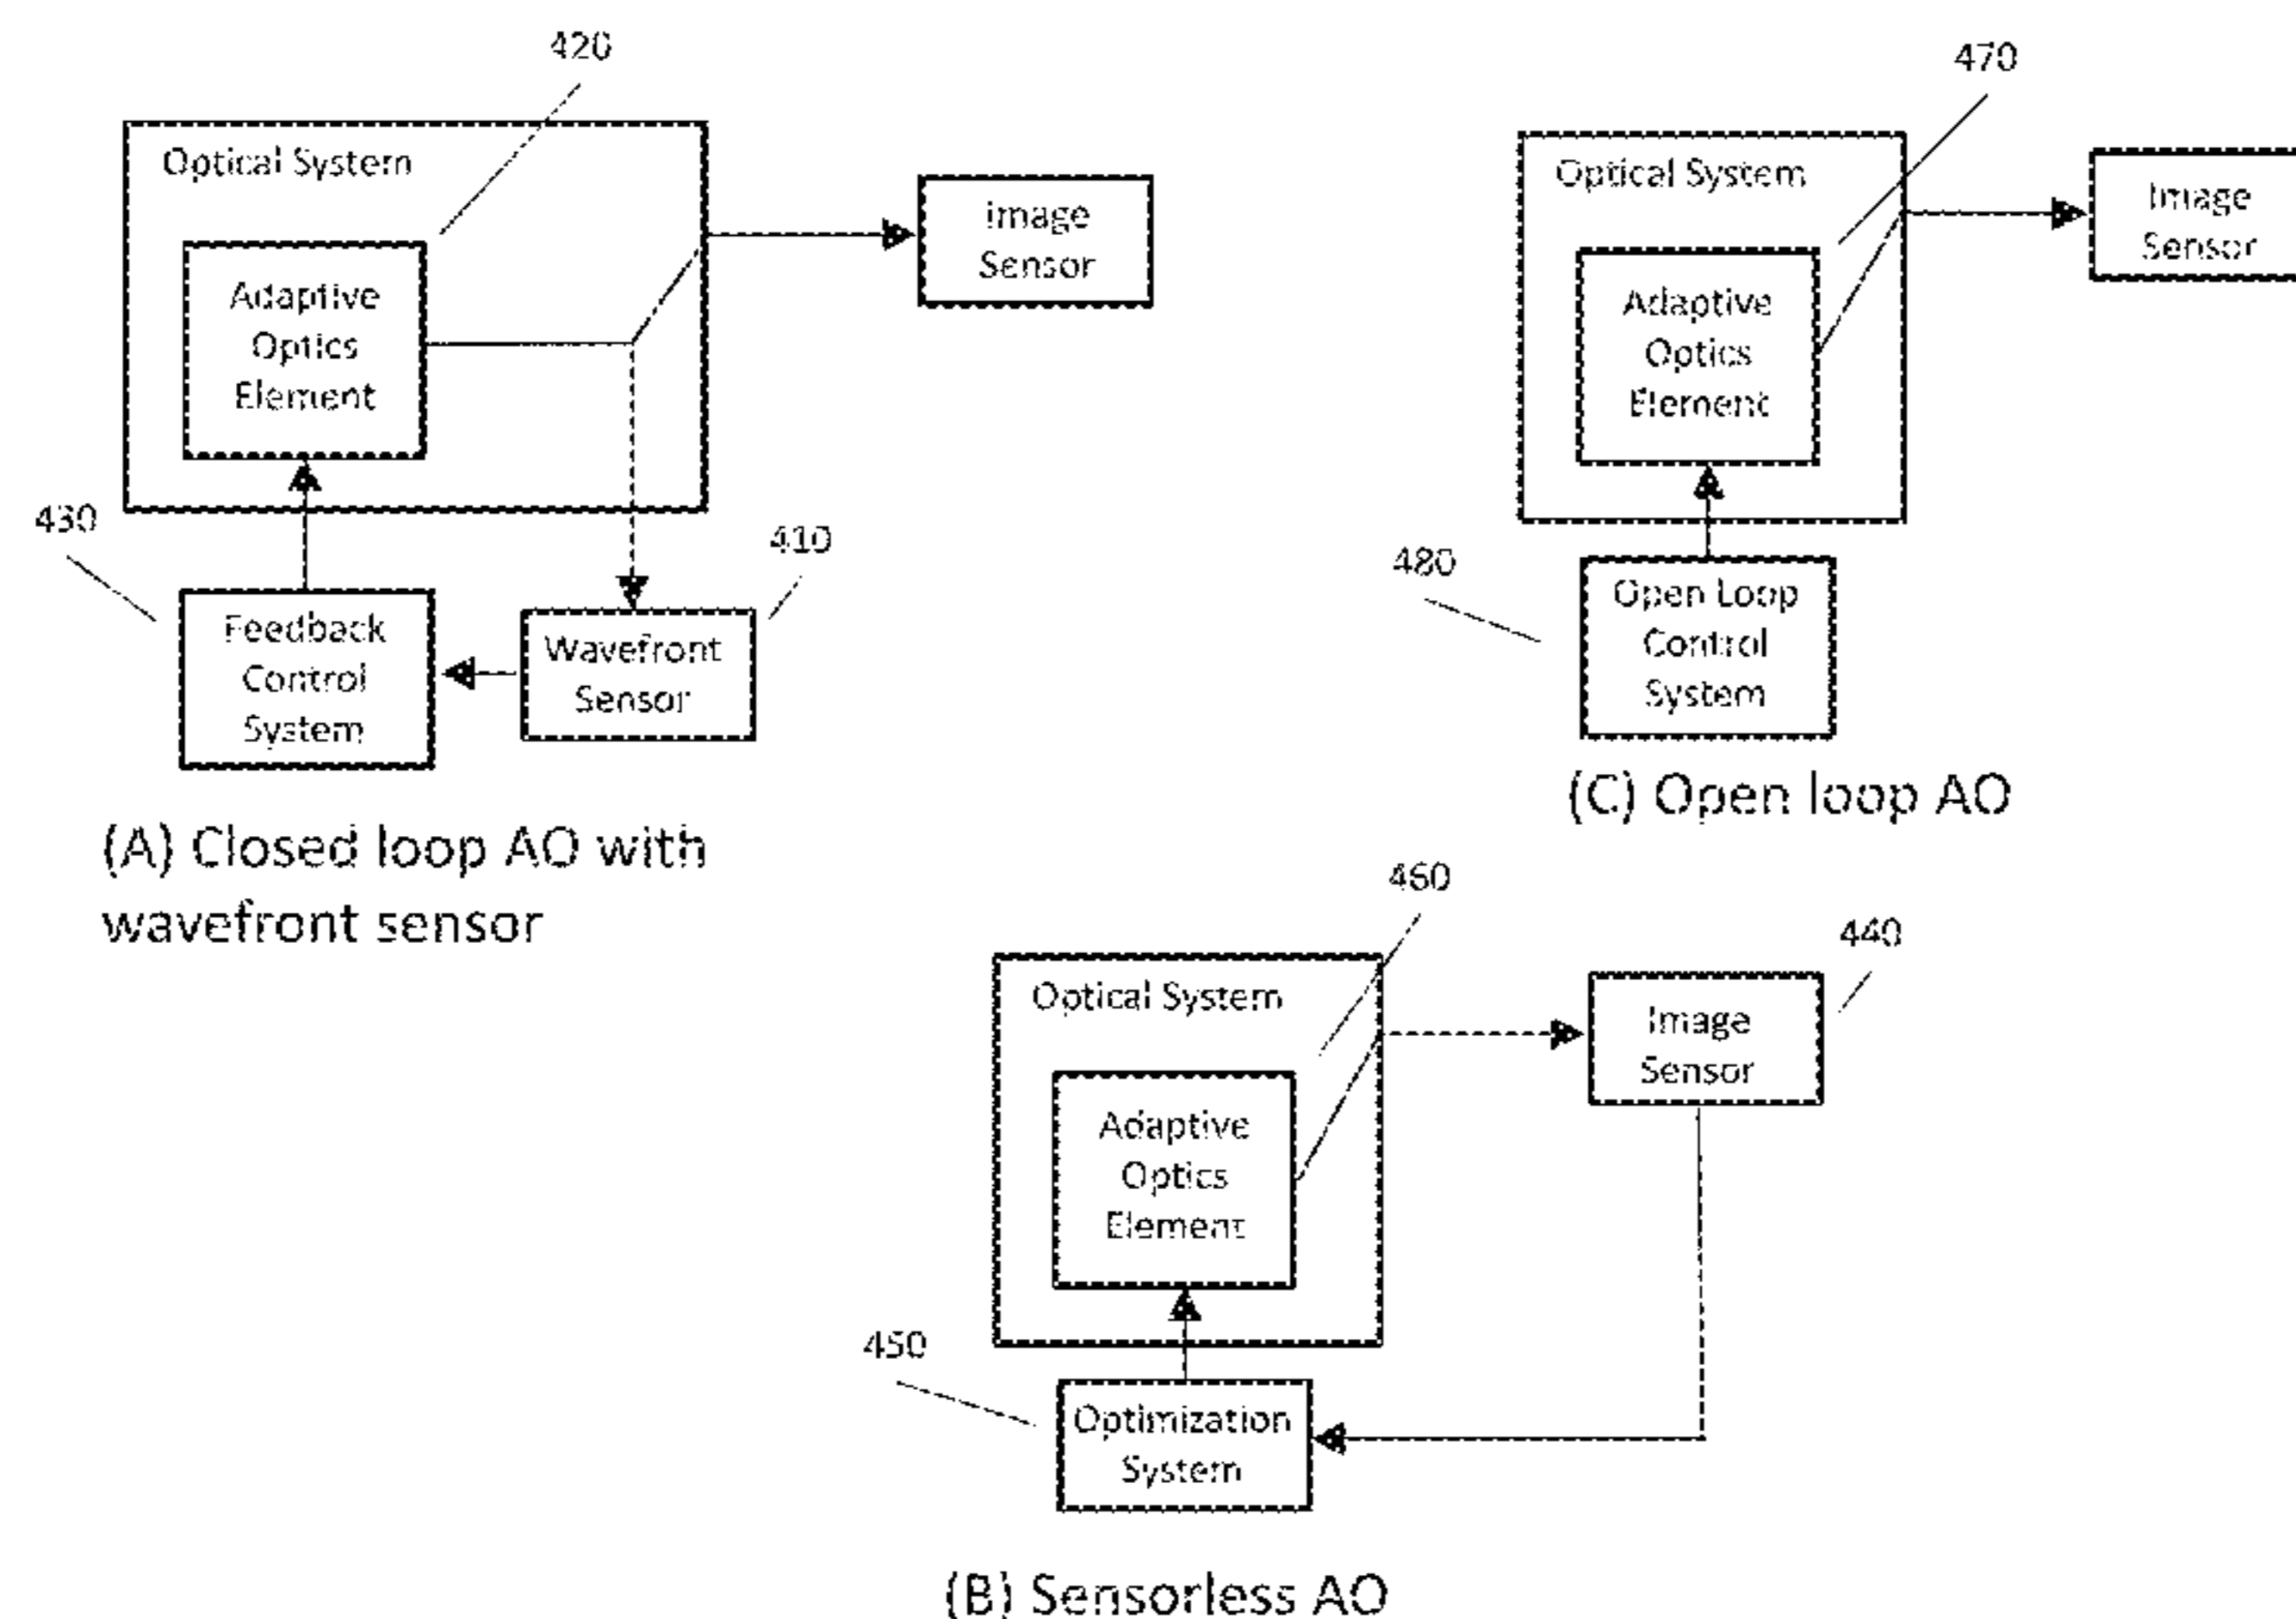 420
Optical System
Adaptive
Optics
Element
Image
Sensor
430
Feedback
Control
System
410
Wavefront
Sensor
(A) Closed loop AO with
wavefront sensor
470
Optical System
Adaptive
Optics
Element
Image
Sensor
480
Open Loop
Control
System
(C) Open loop AO
460
Optical System
Adaptive
Optics
Element
440
Image
Sensor
450
Optimization
System
(B) Sensorless AO